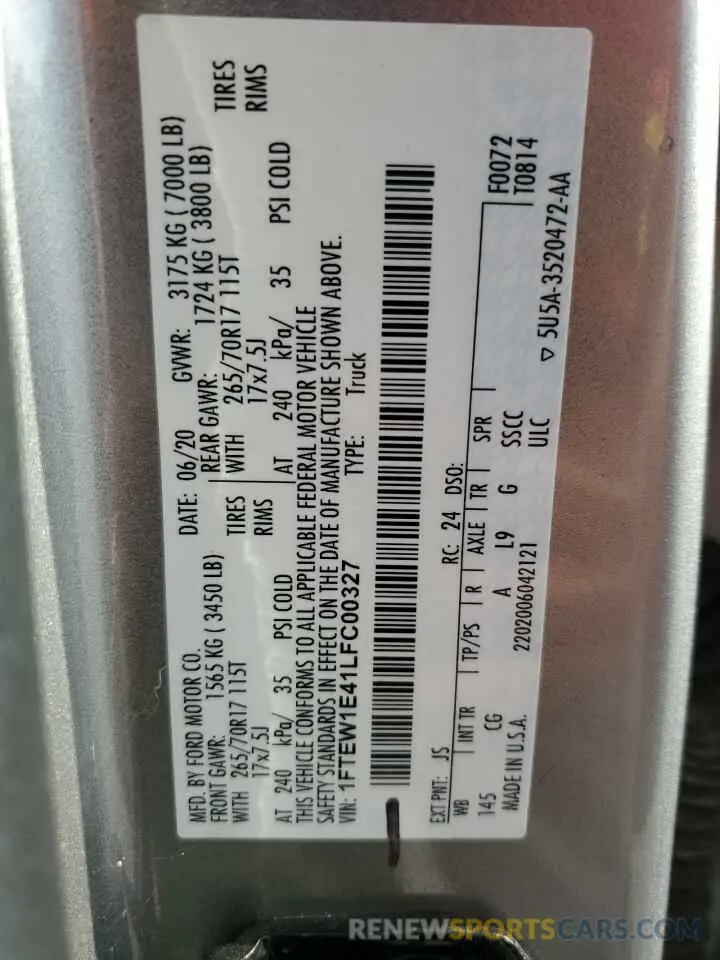 MFD. BY FORD MOTOR CO.
DATE: 06/20 GVWR: 3175 KG ( 7000 LB)
FRONT GAWR: 1565 KG ( 3450 LB) REAR GAWR: 1724 KG ( 3800 LB)
WITH 265/70R17 115T TIRES WITH 265/70R17 115T TIRES
17x7.5J RIMS 17x7.5J RIMS
AT 240 kPa/ 35 PSI COLD AT 240 kPa/ 35 PSI COLD
THIS VEHICLE CONFORMS TO ALL APPLICABLE FEDERAL MOTOR VEHICLE
SAFETY STANDARDS IN EFFECT ON THE DATE OF MANUFACTURE SHOWN ABOVE.
VIN: 1FTEW1E41LFC00327 TYPE: Truck
EXT PNT: JS RC: 24 DSO: F0072
WB INT TR TP/PS R AXLE TR SPR T0814
145 CG A L9 G SSCC
MADE IN U.S.A. 2202006042121 ULC ▽ 5U5A-3520472-AA
RENEWSPORTSCARS.COM